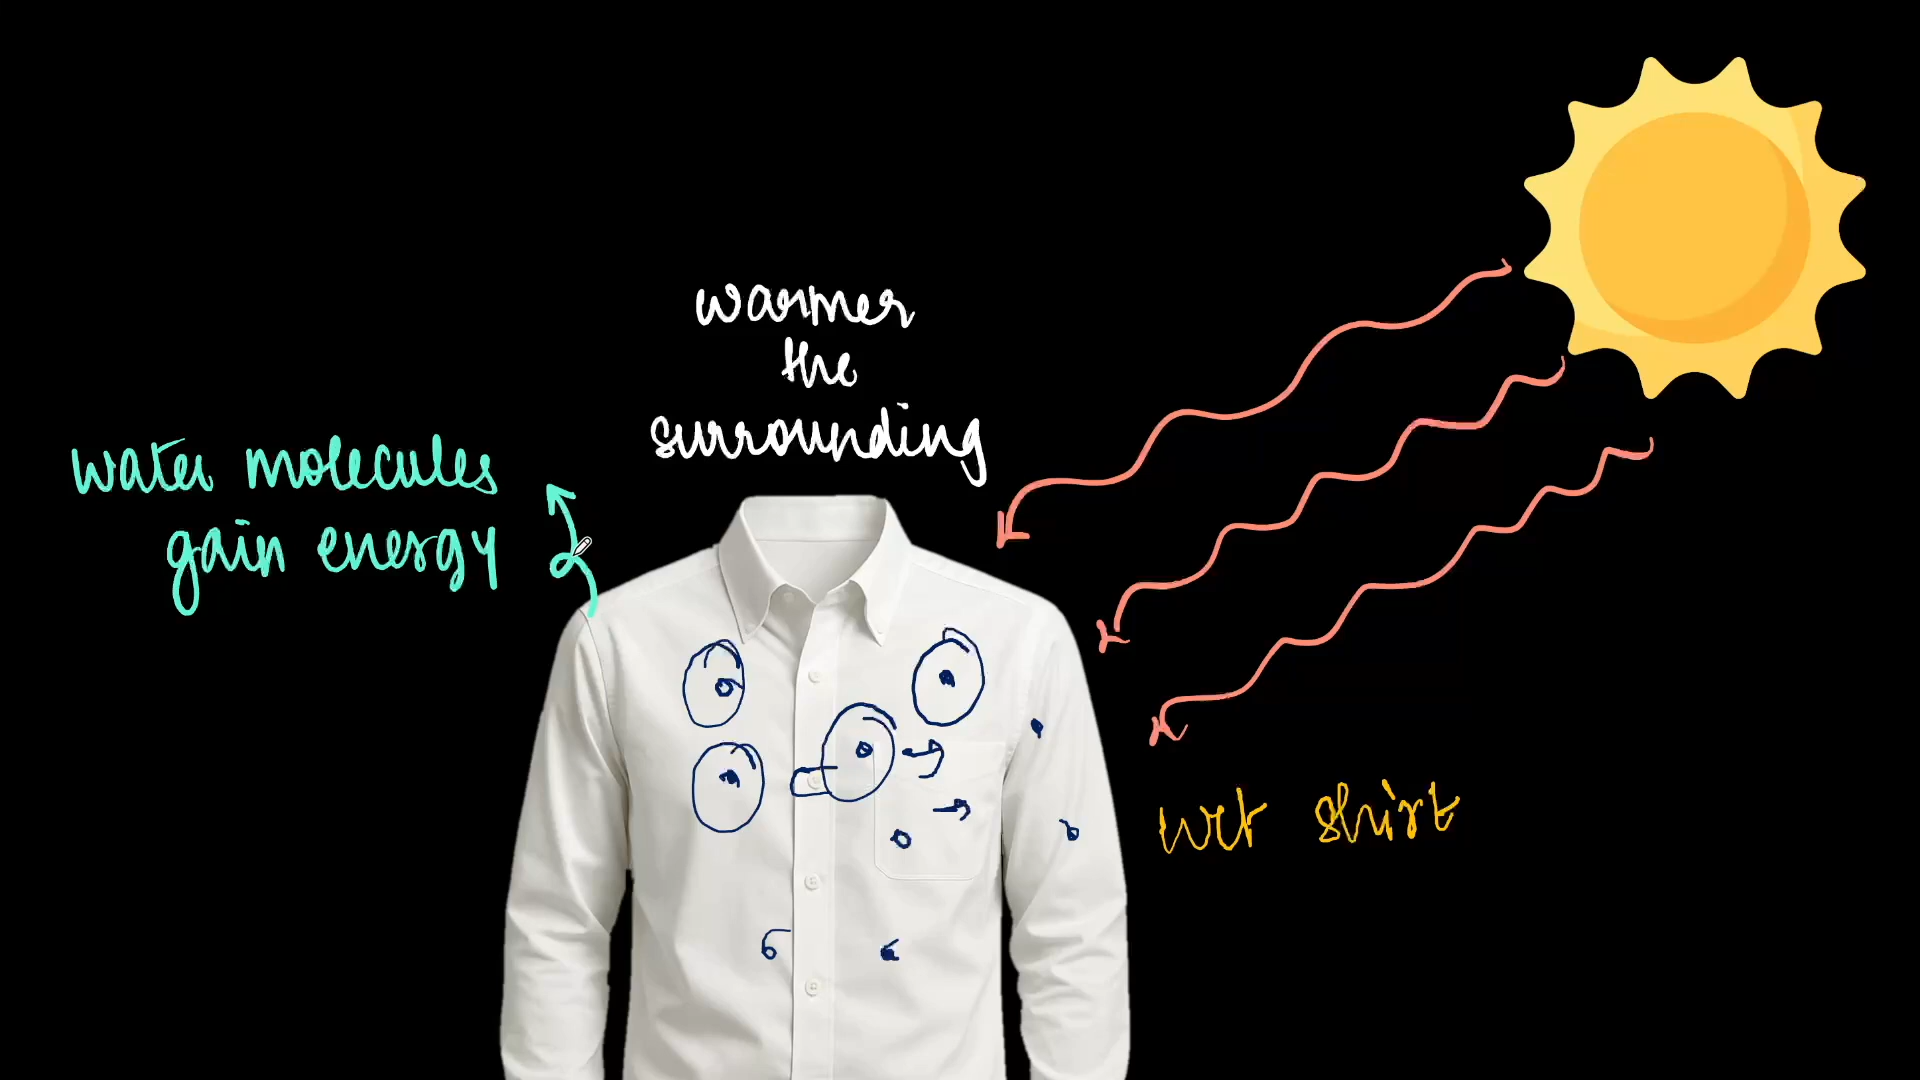 warmer
the
surrounding
water molecules
gain energy
wet shirt